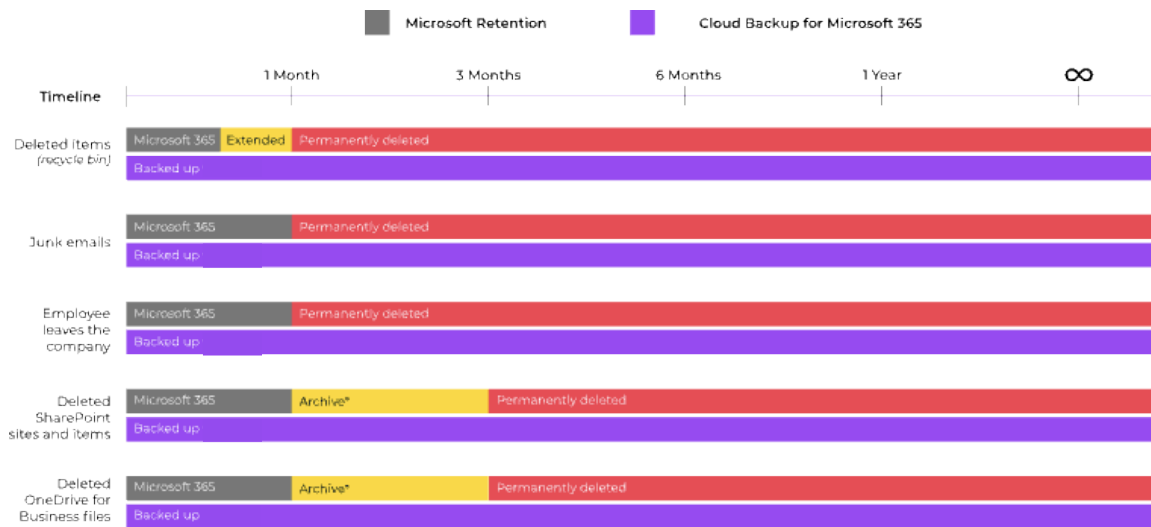 Microsoft Retention
Cloud Backup for Microsoft 365
Timeline
1 Month
3 Months
6 Months
1 Year
∞
Deleted items
(recycle bin)
Microsoft 365
Extended
Permanently deleted
Backed up
Junk emails
Microsoft 365
Permanently deleted
Backed up
Employee
leaves the
company
Microsoft 365
Permanently deleted
Backed up
Deleted
SharePoint
sites and items
Microsoft 365
Archive*
Permanently deleted
Backed up
Deleted
OneDrive for
Business files
Microsoft 365
Archive*
Permanently deleted
Backed up